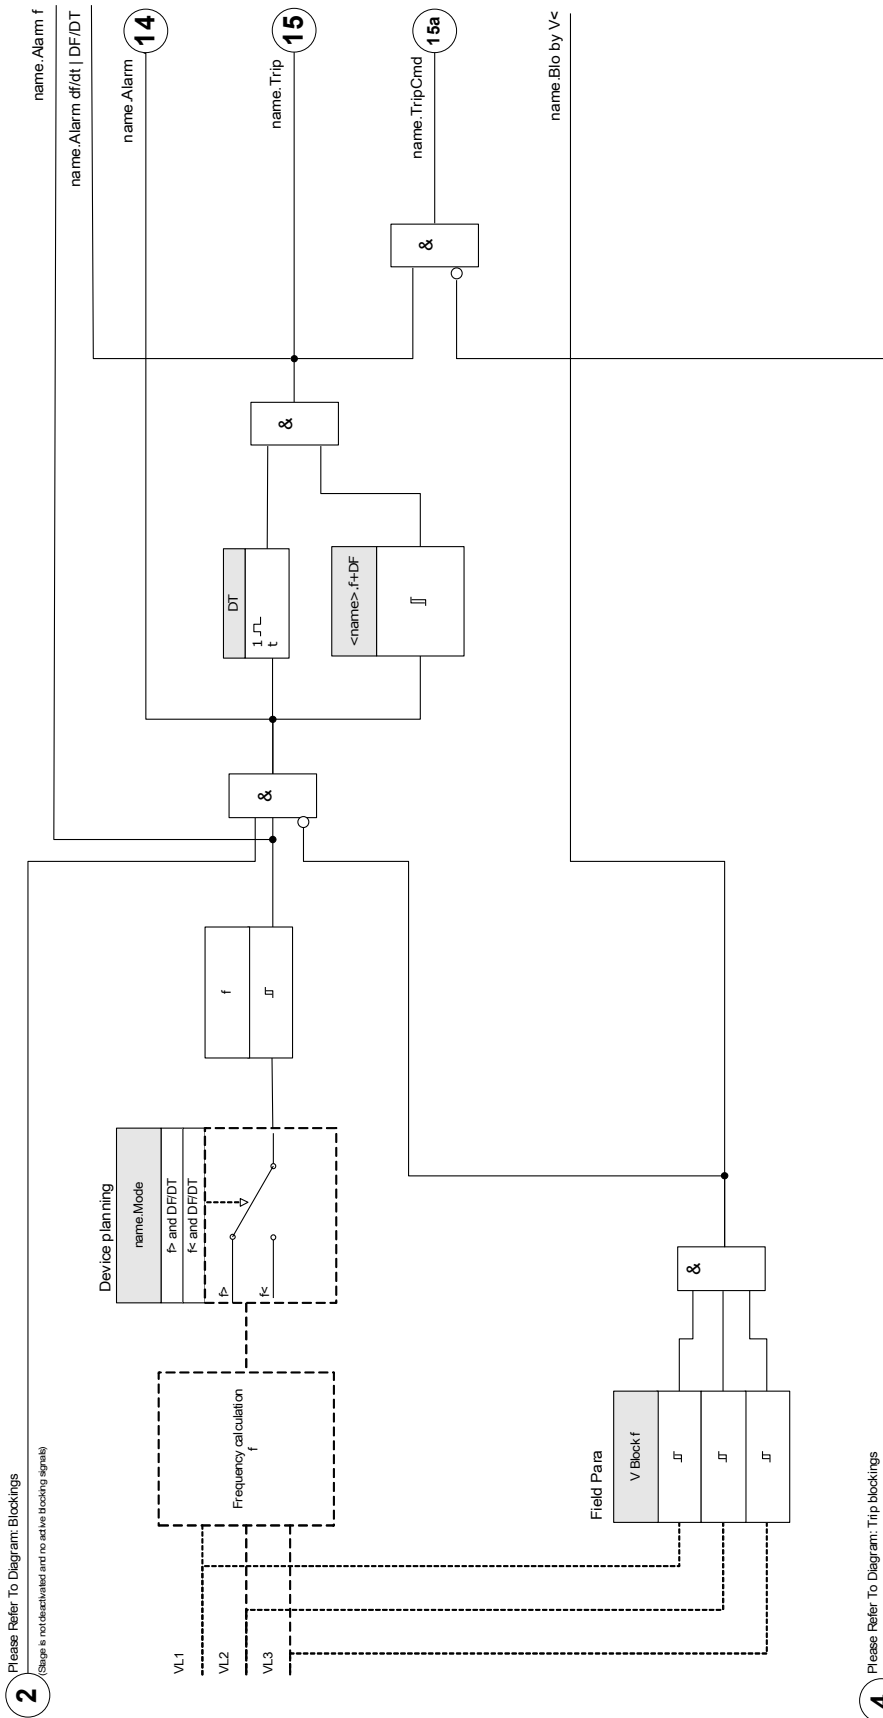 2
Please Refer To Diagram: Blockings
(Stage is not deactivated and no active blocking signals)
name.Alarm f
name.Alarm df/dt | DF/DT
14
name.Alarm
15
name.Trip
15a
name.TripCmd
name.Blo by V<
&
&
&
DT
1
t
<name>.f+DF
f
Device planning
name.Mode
f> and DF/DT
f< and DF/DT
f>
f<
Frequency calculation
f
VL1
VL2
VL3
Field Para
V Block f
&
4
Please Refer To Diagram: Trip blockings